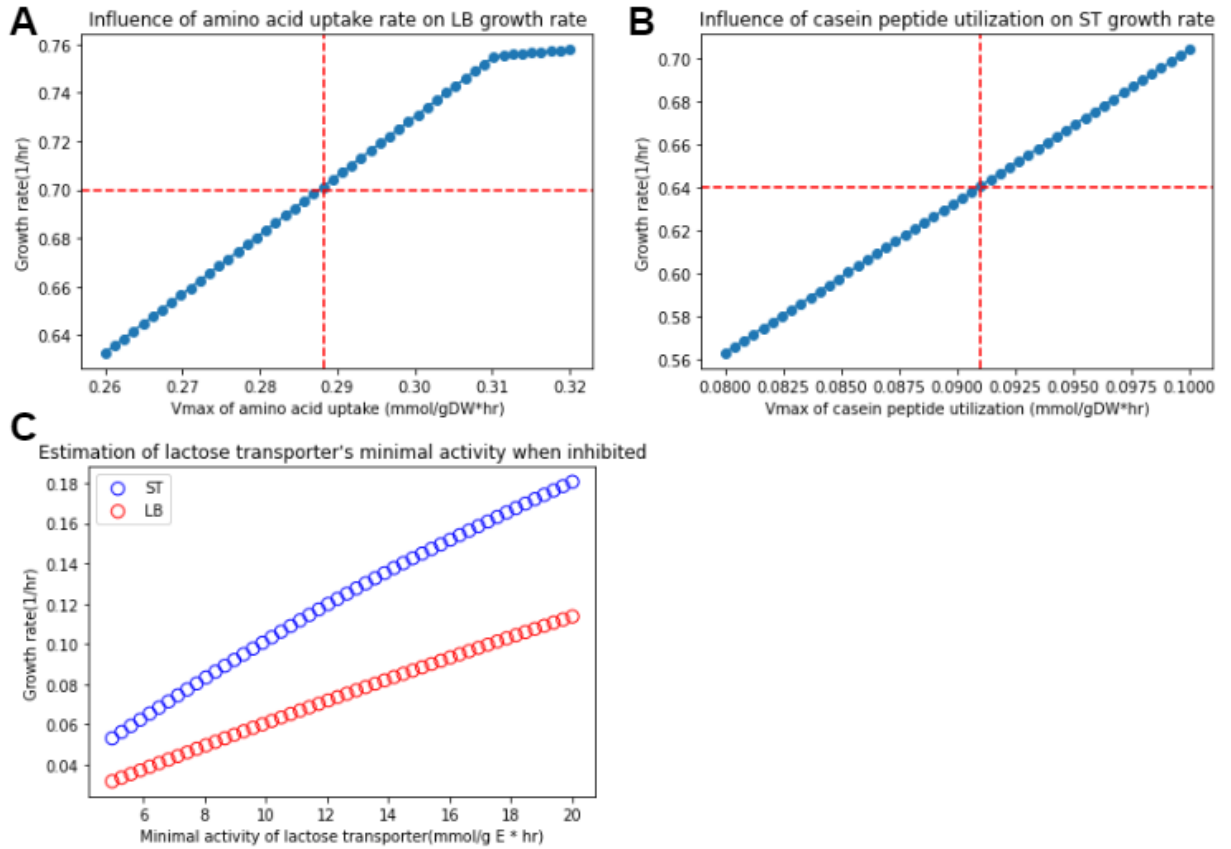 A
Influence of amino acid uptake rate on LB growth rate
0.76
0.74
0.72
0.70
0.68
0.66
0.64
Growth rate(1/hr)
0.26 0.27 0.28 0.29 0.30 0.31 0.32
Vmax of amino acid uptake (mmol/gDW*hr)
B
Influence of casein peptide utilization on ST growth rate
0.70
0.68
0.66
0.64
0.62
0.60
0.58
0.56
Growth rate(1/hr)
0.0800 0.0825 0.0850 0.0875 0.0900 0.0925 0.0950 0.0975 0.1000
Vmax of casein peptide utilization (mmol/gDW*hr)
C
Estimation of lactose transporter's minimal activity when inhibited
ST
LB
0.18
0.16
0.14
0.12
0.10
0.08
0.06
0.04
Growth rate(1/hr)
6 8 10 12 14 16 18 20
Minimal activity of lactose transporter(mmol/g E * hr)